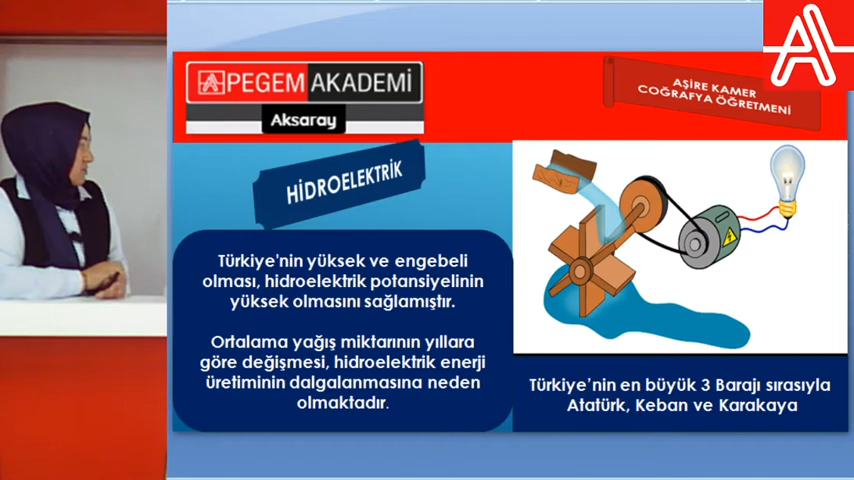 PEGEM AKADEMİ
Aksaray
AŞİRE KAMER
COĞRAFYA ÖĞRETMENİ
HİDROELEKTRİK
Türkiye'nin yüksek ve engebeli
olması, hidroelektrik potansiyelinin
yüksek olmasını sağlamıştır.
Ortalama yağış miktarının yıllara
göre değişmesi, hidroelektrik enerji
üretiminin dalgalanmasına neden
olmaktadır.
Türkiye’nin en büyük 3 Barajı sırasıyla
Atatürk, Keban ve Karakaya